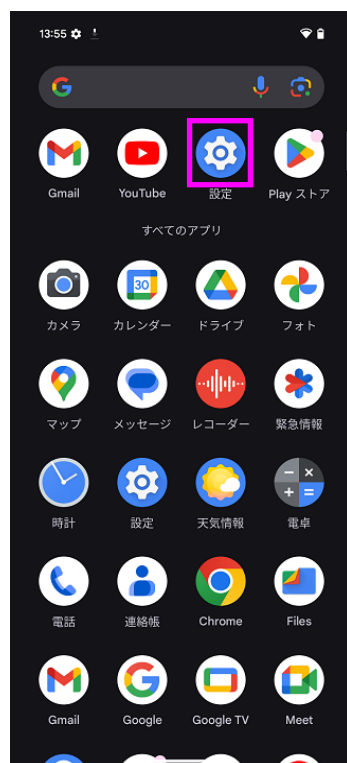 13:55
Gmail YouTube 設定 Play ストア
すべてのアプリ
カメラ カレンダー ドライブ フォト
マップ メッセージ レコーダー 緊急情報
時計 設定 天気情報 電卓
電話 連絡帳 Chrome Files
Gmail Google Google TV Meet